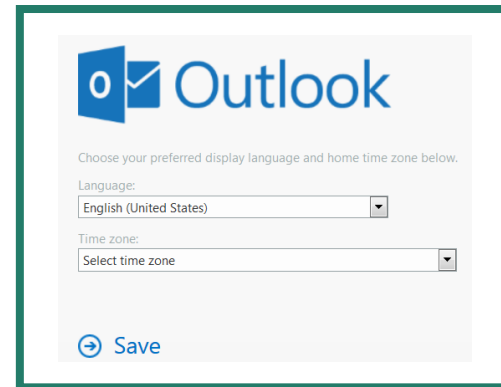 Outlook
Choose your preferred display language and home time zone below.
Language:
English (United States)
Time zone:
Select time zone
Save